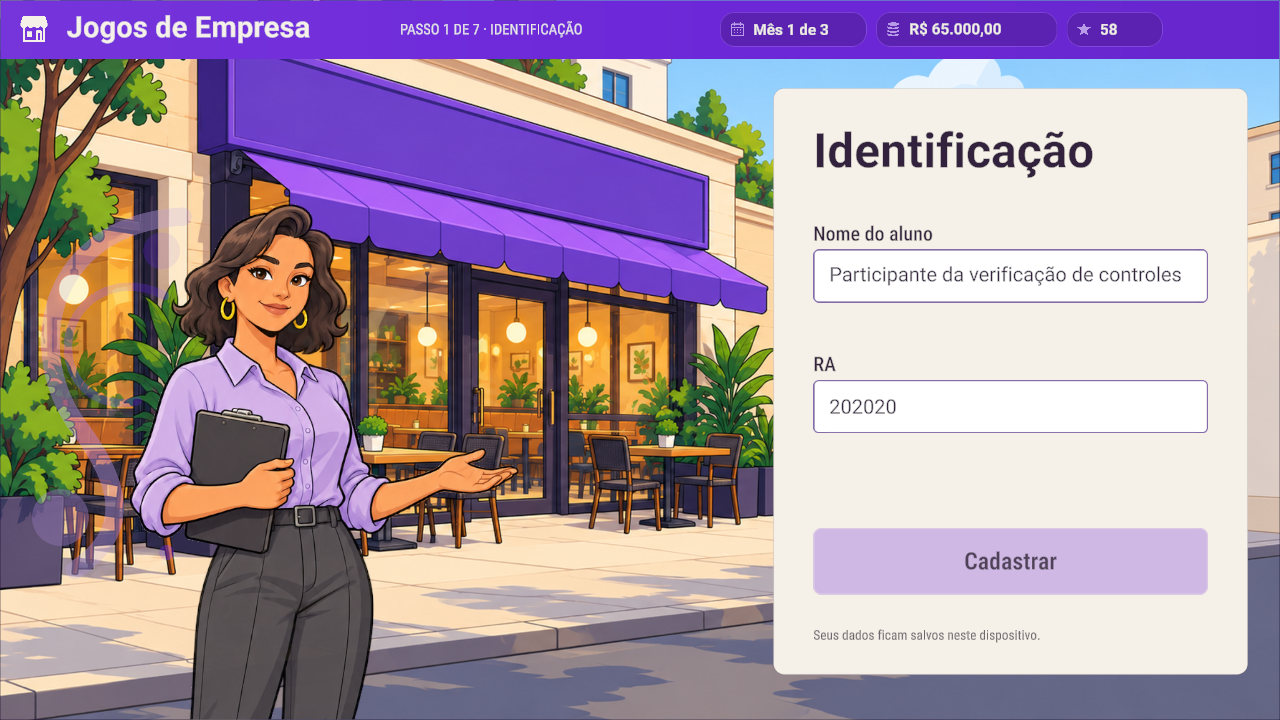 Jogos de Empresa
PASSO 1 DE 7 · IDENTIFICAÇÃO
Mês 1 de 3
R$ 65.000,00
58
Identificação
Nome do aluno
Participante da verificação de controles
RA
202020
Cadastrar
Seus dados ficam salvos neste dispositivo.